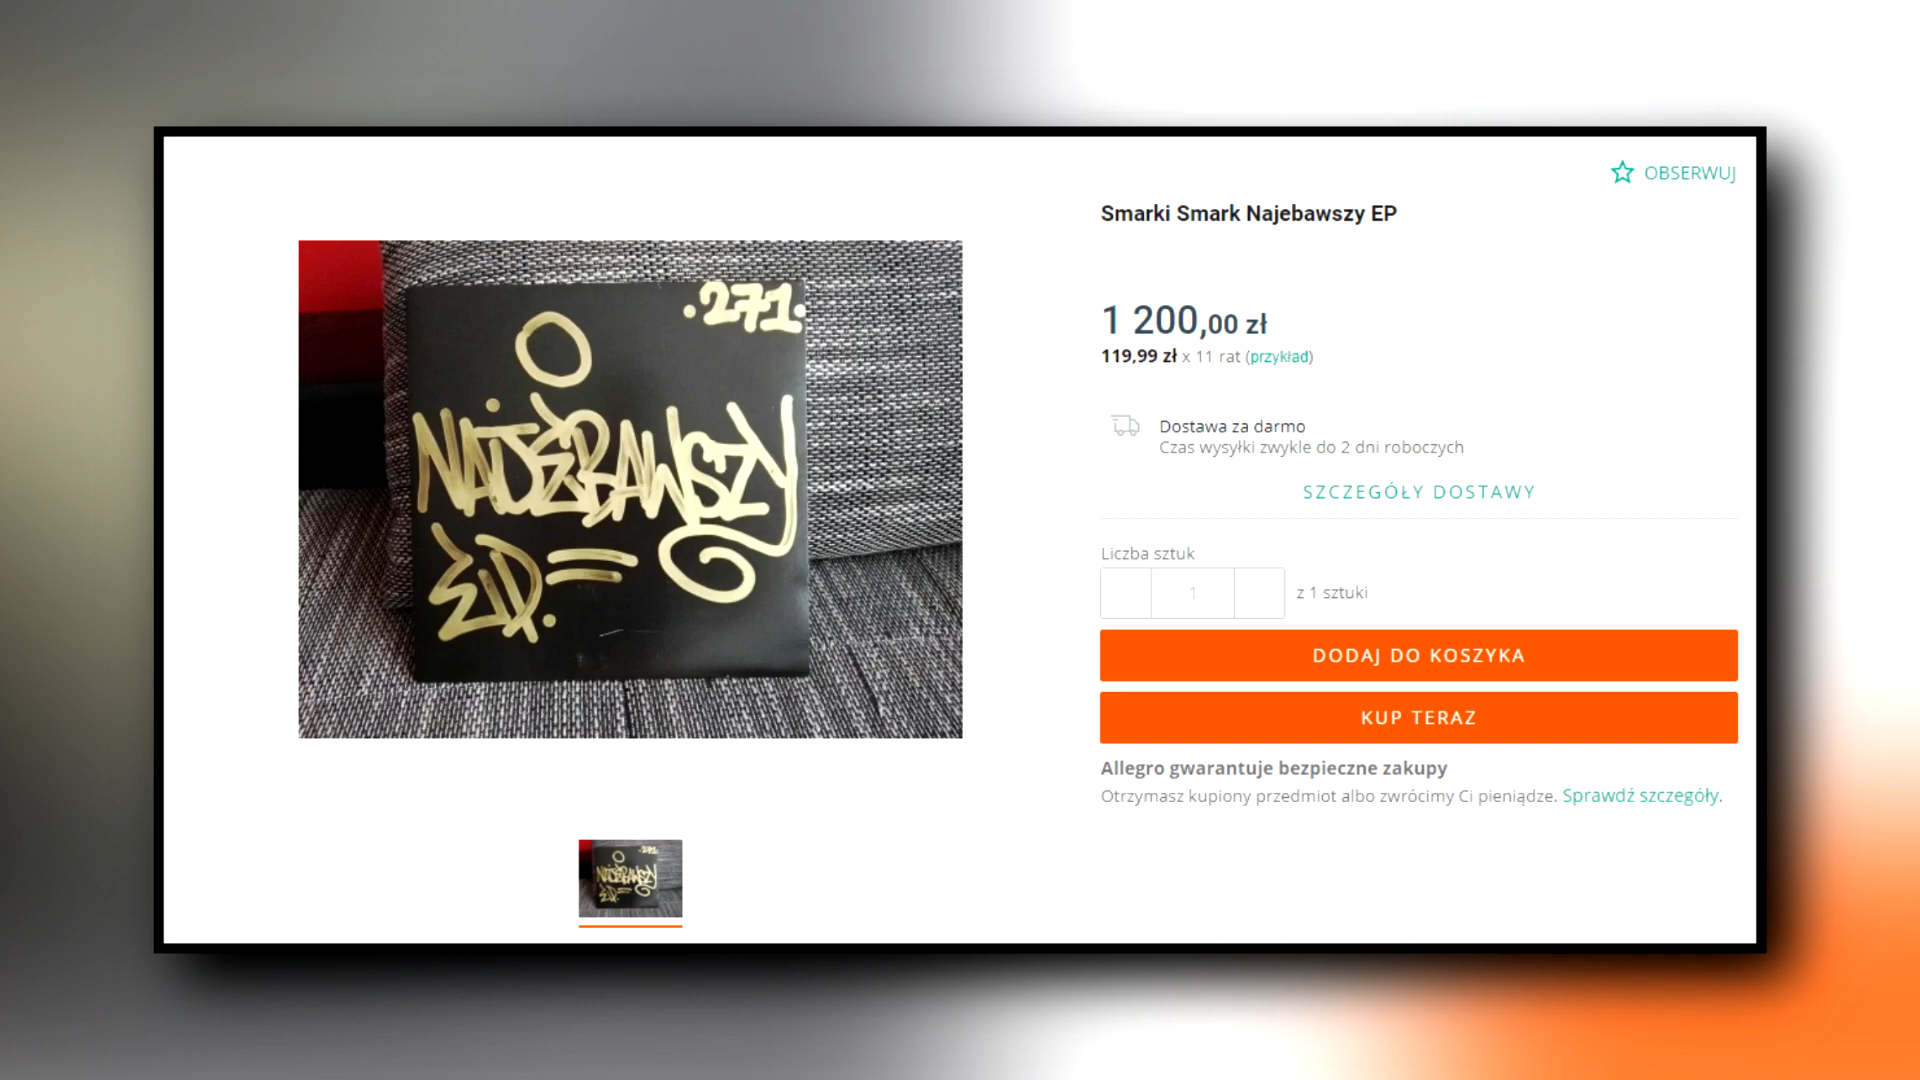 OBSERWUJ
Smarki Smark Najebawszy EP
1 200,00 zł
119,99 zł x 11 rat (przykład)
Dostawa za darmo
Czas wysyłki zwykle do 2 dni roboczych
SZCZEGÓŁY DOSTAWY
Liczba sztuk
1 z 1 sztuki
DODAJ DO KOSZYKA
KUP TERAZ
Allegro gwarantuje bezpieczne zakupy
Otrzymasz kupiony przedmiot albo zwrócimy Ci pieniądze. Sprawdź szczegóły.
.271.
NAJEBAWSZY
EP.